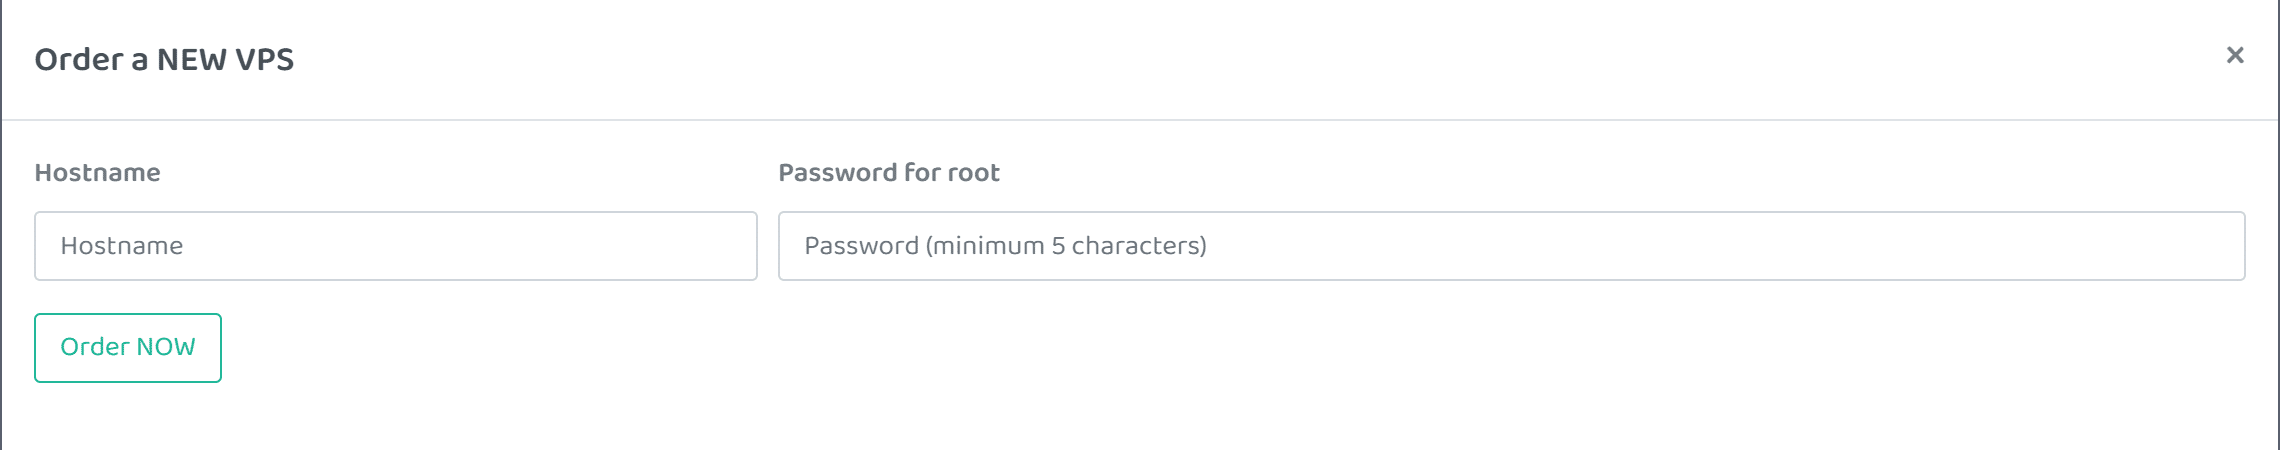 Order a NEW VPS
×
Hostname
Password for root
Hostname
Password (minimum 5 characters)
Order NOW